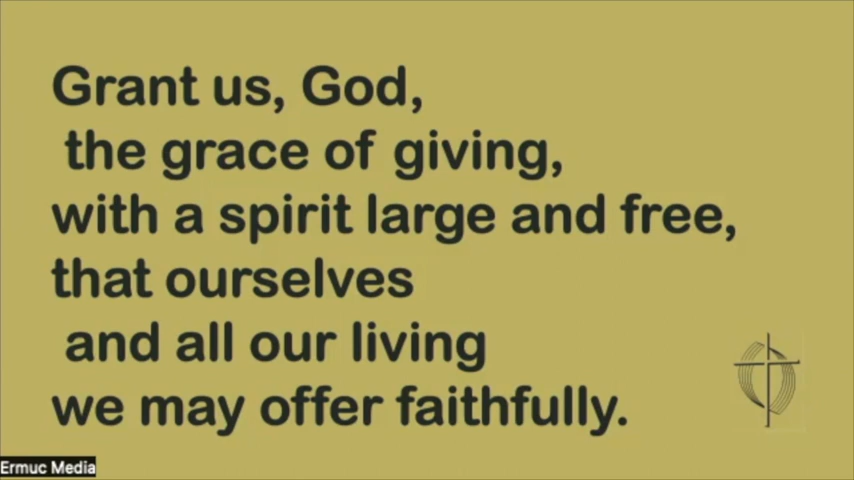 Grant us, God,
the grace of giving,
with a spirit large and free,
that ourselves
and all our living
we may offer faithfully.
Ermuc Media